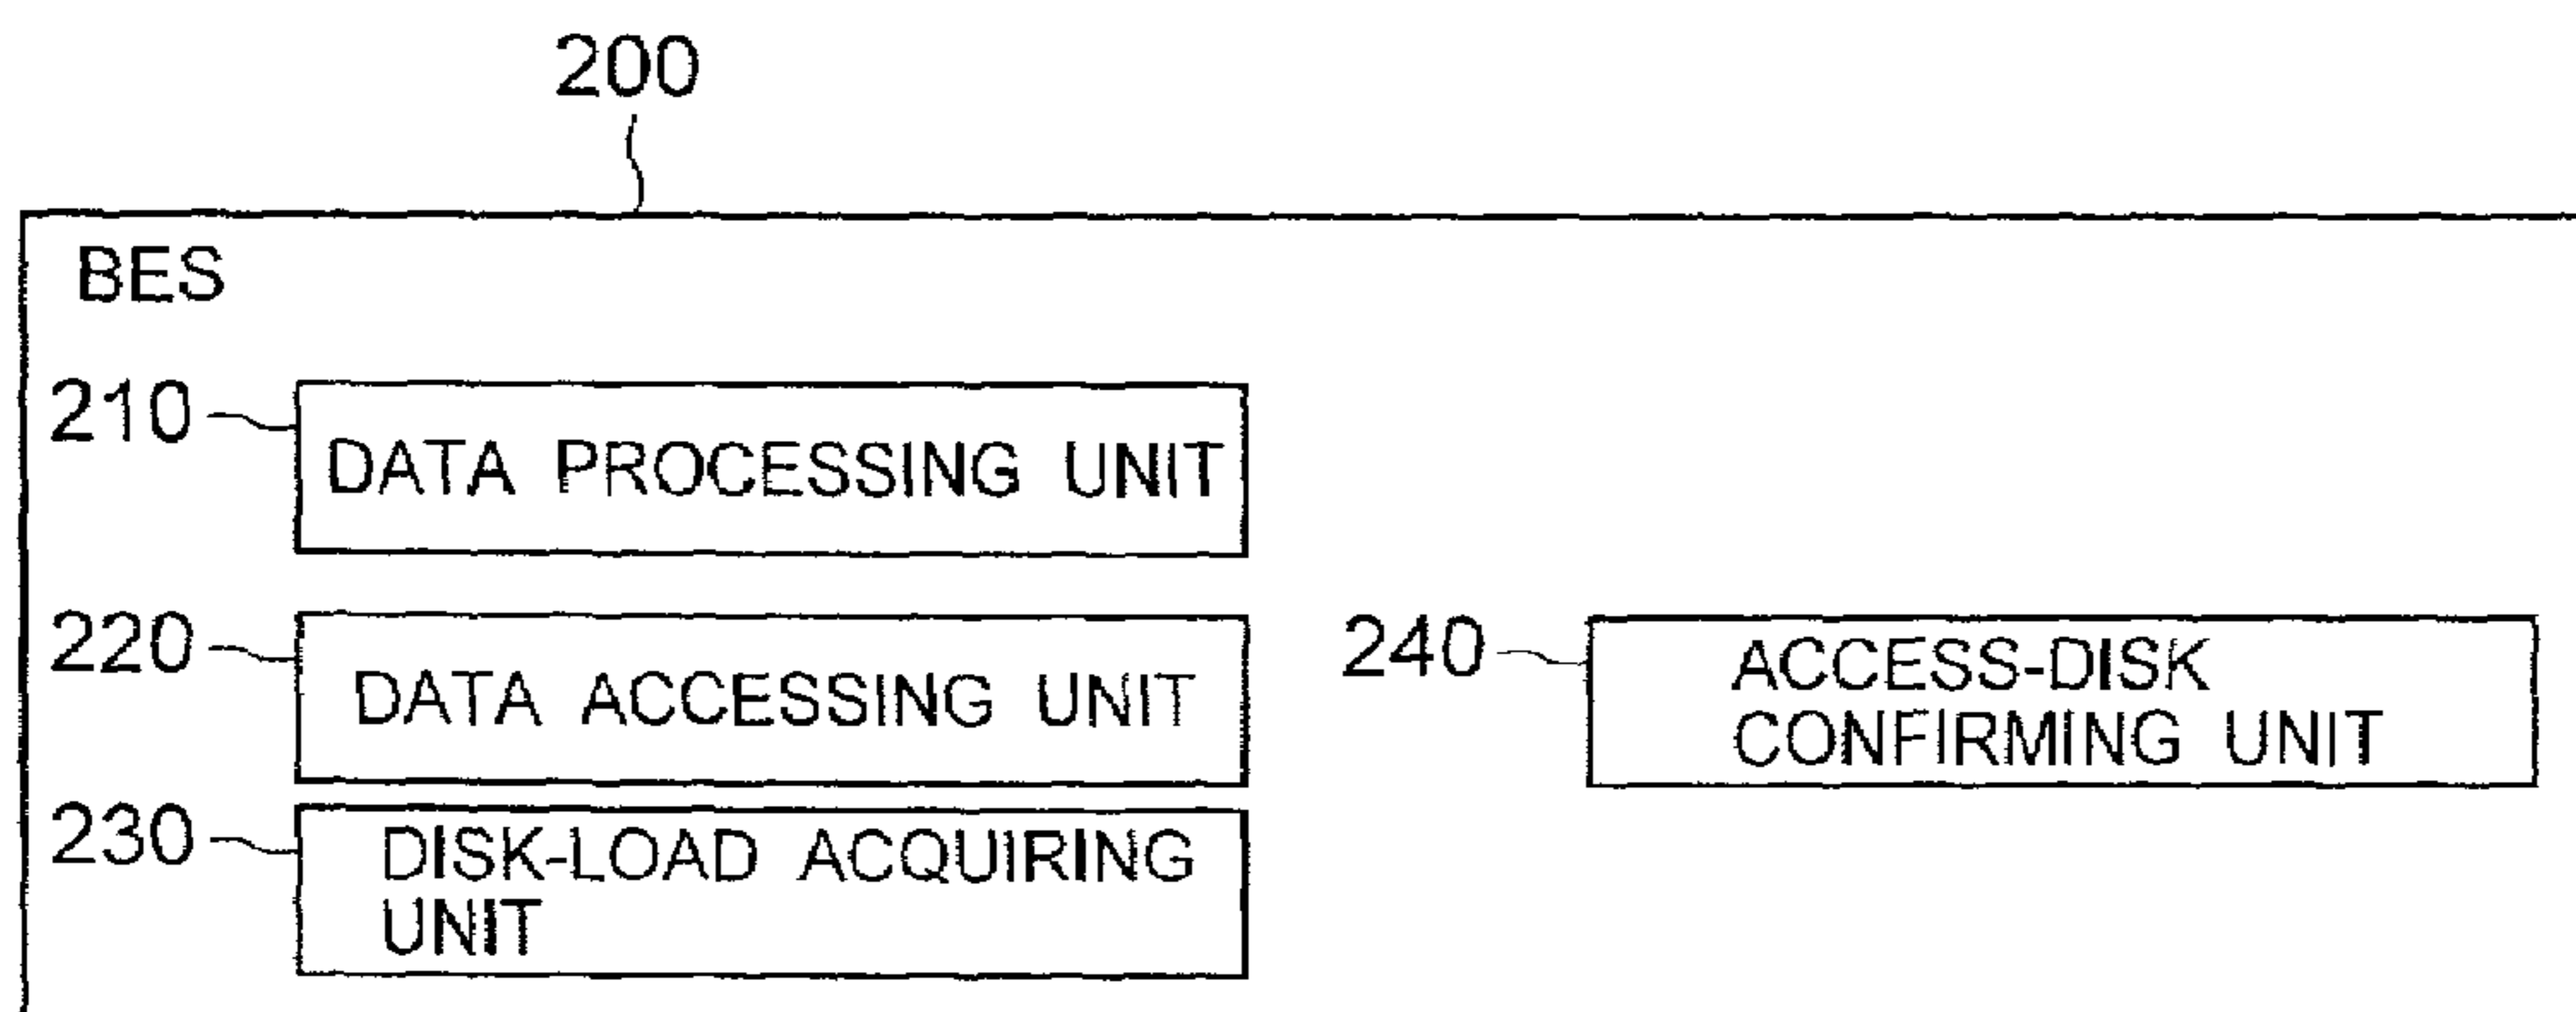 200
BES
210
DATA PROCESSING UNIT
220
DATA ACCESSING UNIT
240
ACCESS-DISK
CONFIRMING UNIT
230
DISK-LOAD ACQUIRING
UNIT